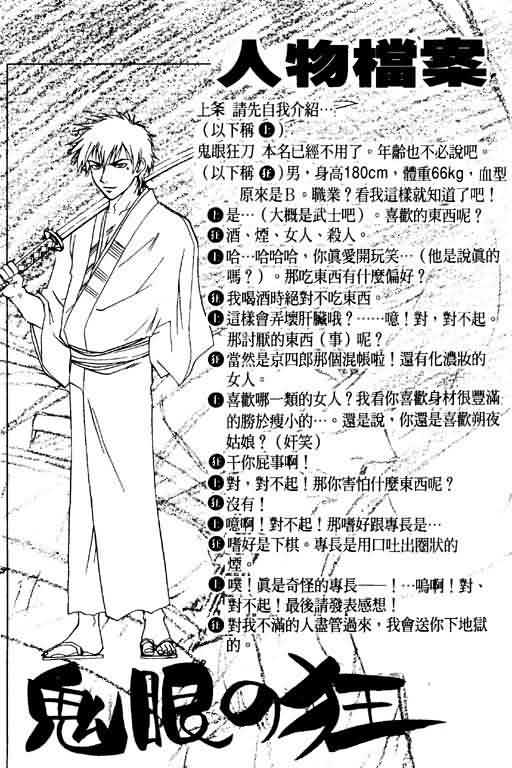 人物檔案
上条 請先自我介紹…
(以下稱上)
鬼眼狂刀 本名已經不用了。年齡也不必說吧。
(以下稱狂)男,身高180cm,體重66kg,血型
原來是B。職業?看我這樣就知道了吧!
上是…(大概是武士吧)。喜歡的東西呢?
狂酒、煙、女人、殺人。
上哈…哈哈哈,你真愛開玩笑…(他是說真的
嗎?)。那吃東西有什麼偏好?
狂我喝酒時絕對不吃東西。
上這樣會弄壞肝臟哦?……噫!對,對不起。
那討厭的東西(事)呢?
狂當然是京四郎那個混帳啦!還有化濃妝的
女人。
上喜歡哪一類的女人?我看你喜歡身材很豐滿
的勝於瘦小的…。還是說,你還是喜歡朔夜
姑娘?(奸笑)
狂干你屁事啊!
上對,對不起!那你害怕什麼東西呢?
狂沒有!
上噫啊!對不起!那嗜好跟專長是…
狂嗜好是下棋。專長是用口吐出圈狀的
煙。
上噗!真是奇怪的專長——!…嗚啊!對、
對不起!最後請發表感想!
狂對我不滿的人盡管過來,我會送你下地獄
的。
鬼眼の狂